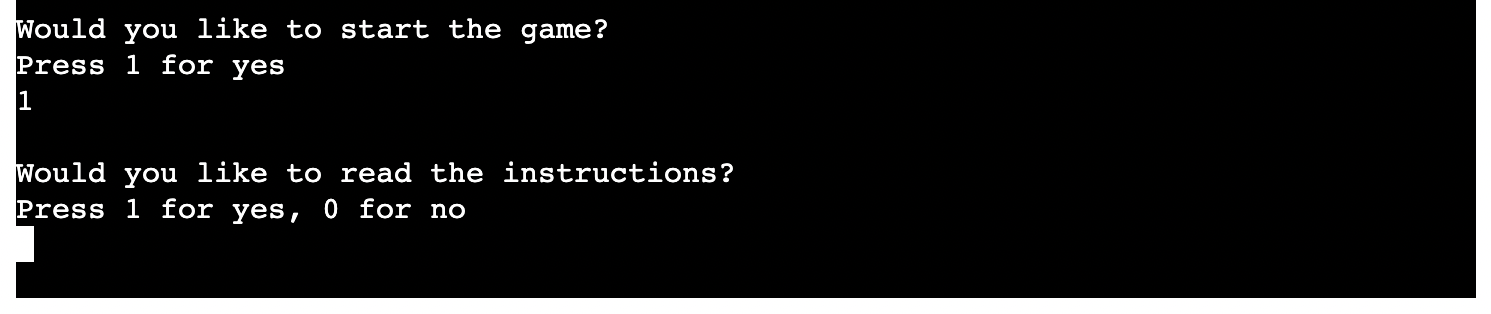 Would you like to start the game?
Press 1 for yes
1
Would you like to read the instructions?
Press 1 for yes, 0 for no